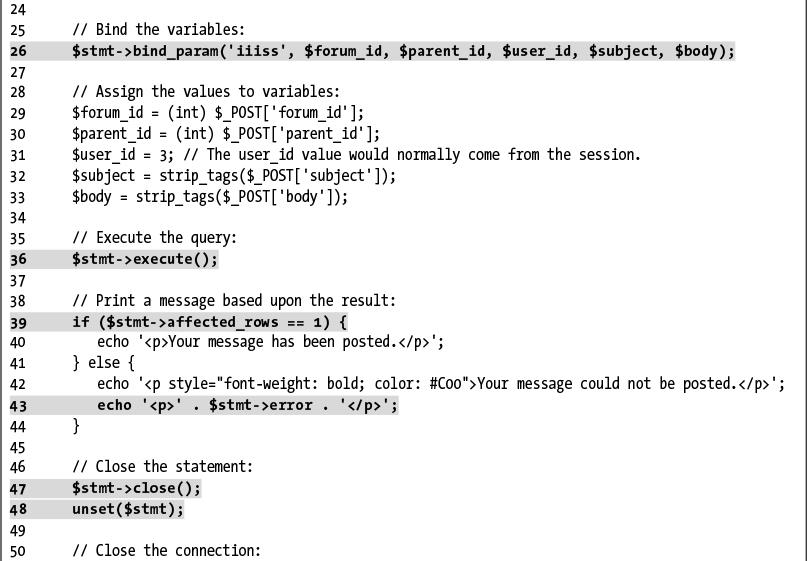 24
25 // Bind the variables:
26 $stmt->bind_param('iiiss', $forum_id, $parent_id, $user_id, $subject, $body);
27
28 // Assign the values to variables:
29 $forum_id = (int) $_POST['forum_id'];
30 $parent_id = (int) $_POST['parent_id'];
31 $user_id = 3; // The user_id value would normally come from the session.
32 $subject = strip_tags($_POST['subject']);
33 $body = strip_tags($_POST['body']);
34
35 // Execute the query:
36 $stmt->execute();
37
38 // Print a message based upon the result:
39 if ($stmt->affected_rows == 1) {
40 echo '<p>Your message has been posted.</p>';
41 } else {
42 echo '<p style="font-weight: bold; color: #C00">Your message could not be posted.</p>';
43 echo '<p>' . $stmt->error . '</p>';
44 }
45
46 // Close the statement:
47 $stmt->close();
48 unset($stmt);
49
50 // Close the connection: